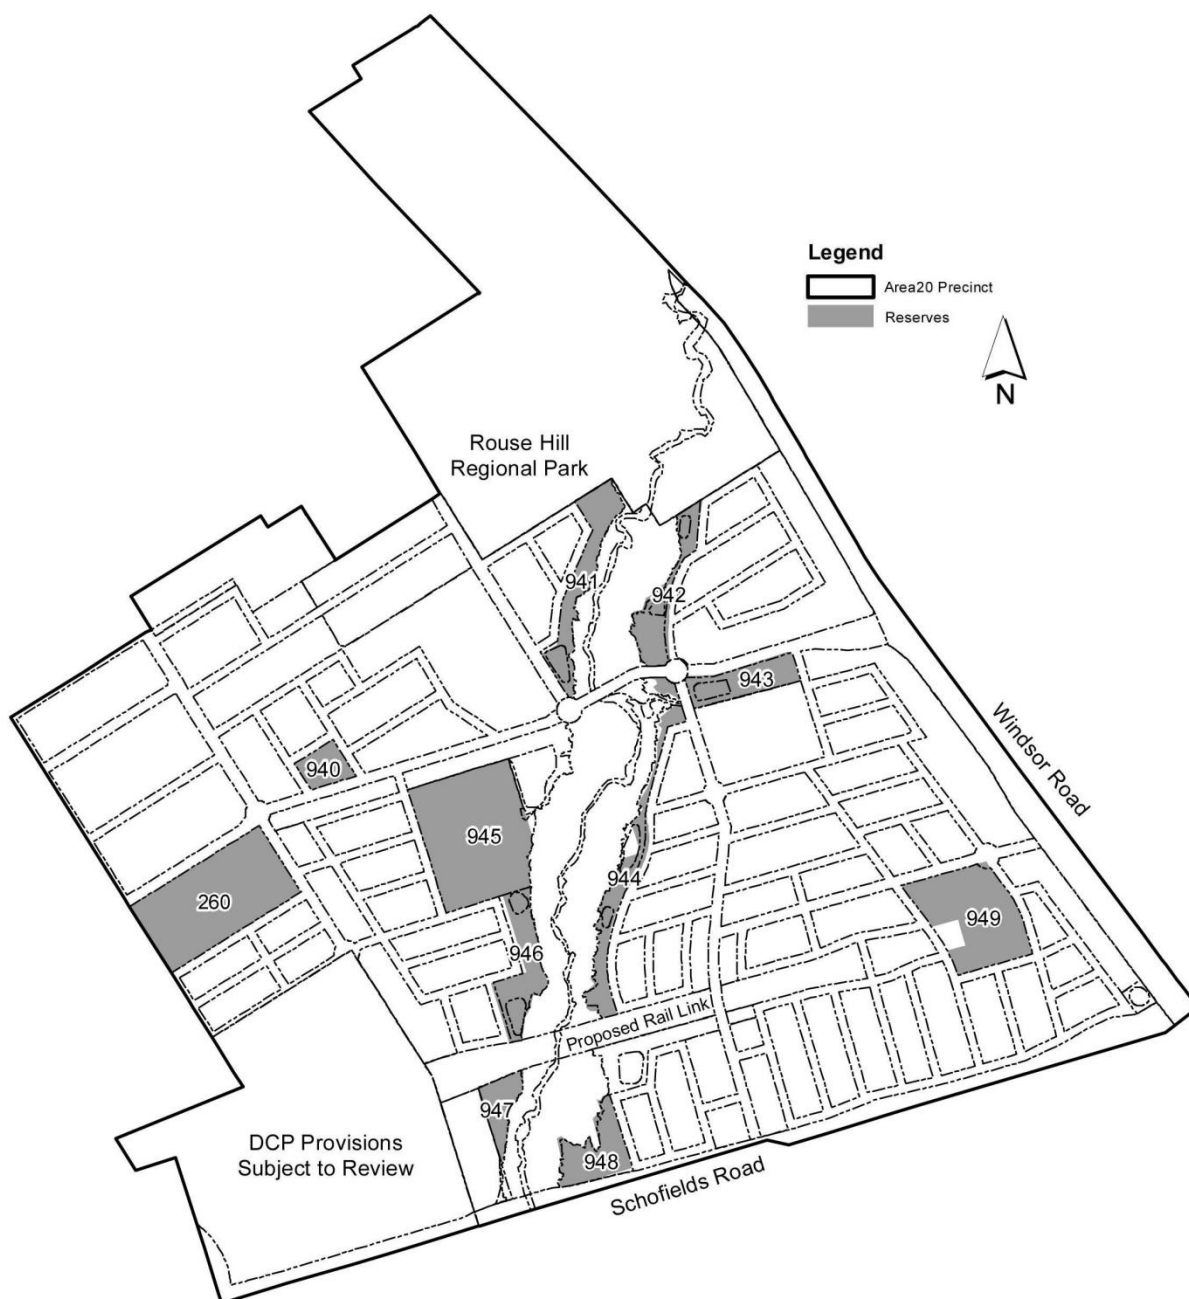 Legend
Area20 Precinct
Reserves
N
Rouse Hill
Regional Park
941
942
943
Windsor Road
940
945
260
944
949
946
Proposed Rail Link
947
DCP Provisions
Subject to Review
948
Schofields Road